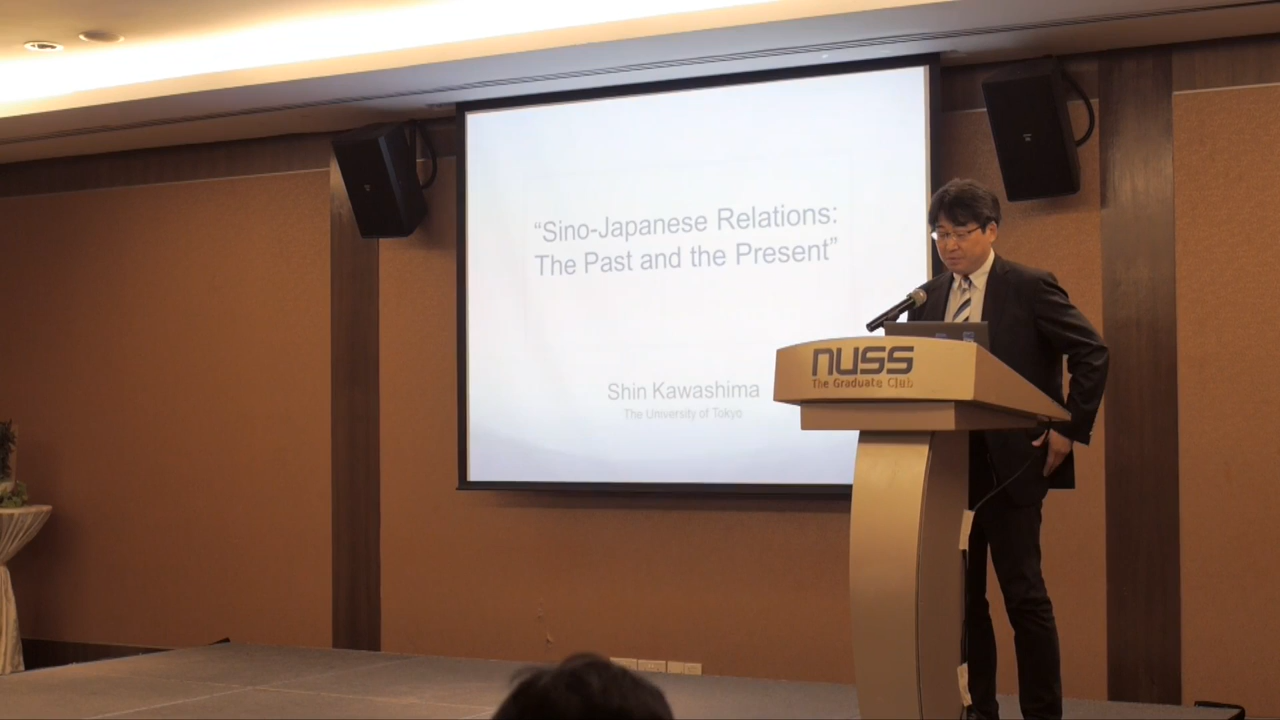 “Sino-Japanese Relations:
The Past and the Present”
Shin Kawashima
The University of Tokyo
nuss
The Graduate Club